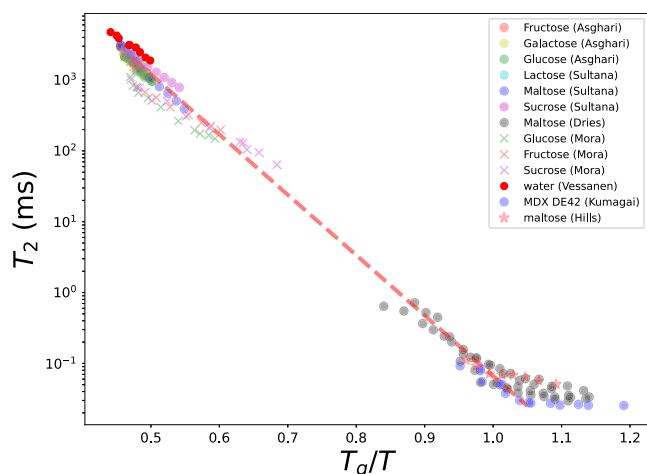 T₂ (ms)
10³
10²
10¹
10⁰
10⁻¹
0.5
0.6
0.7
0.8
0.9
1.0
1.1
1.2
T_g/T
Fructose (Asghari)
Galactose (Asghari)
Glucose (Asghari)
Lactose (Sultana)
Maltose (Sultana)
Sucrose (Sultana)
Maltose (Dries)
Glucose (Mora)
Fructose (Mora)
Sucrose (Mora)
water (Vessanen)
MDX DE42 (Kumagai)
maltose (Hills)